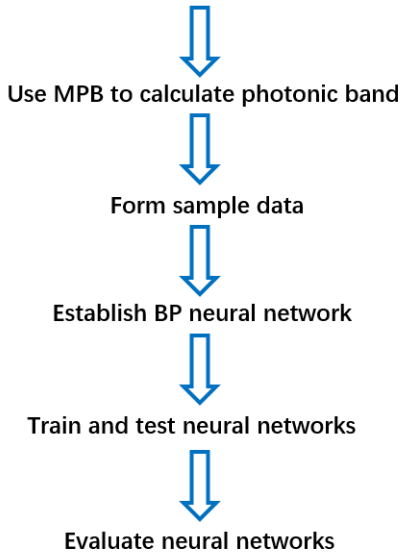 Use MPB to calculate photonic band
Form sample data
Establish BP neural network
Train and test neural networks
Evaluate neural networks